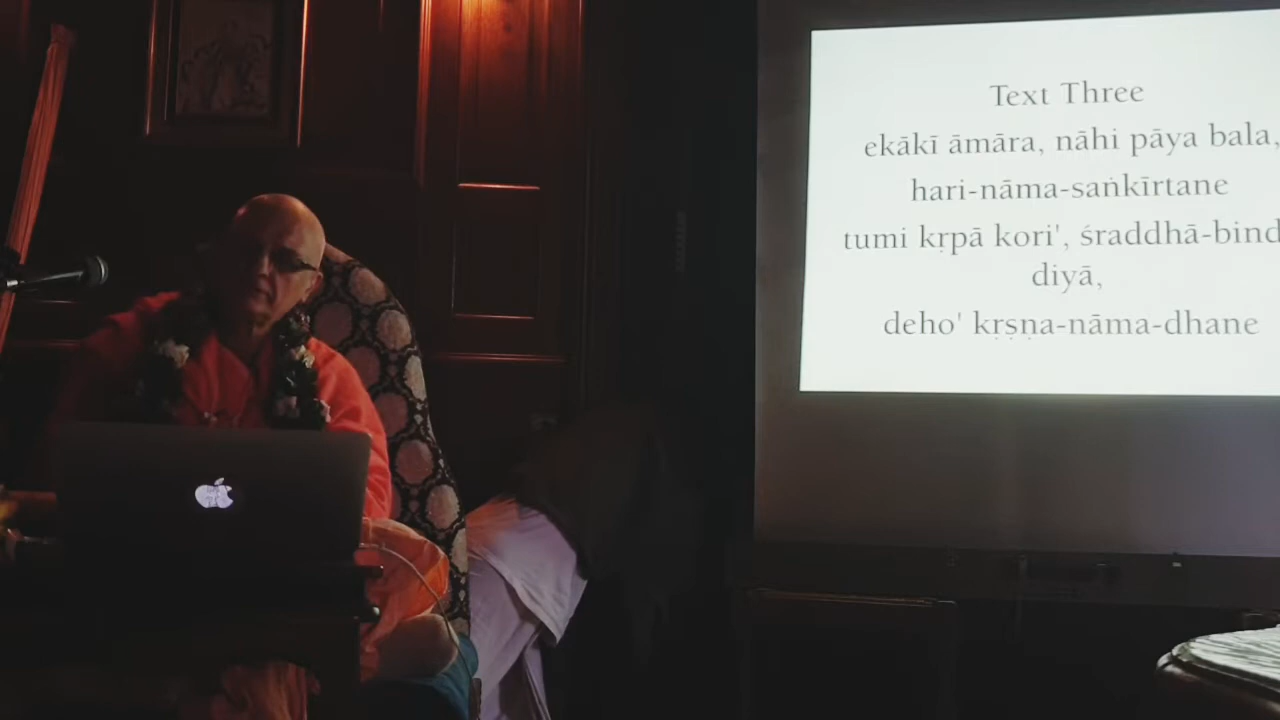 Text Three
ekākī āmāra, nāhi pāya bala,
hari-nāma-saṅkīrtane
tumi kṛpā kori', śraddhā-bind
diyā,
deho' kṛṣṇa-nāma-dhane